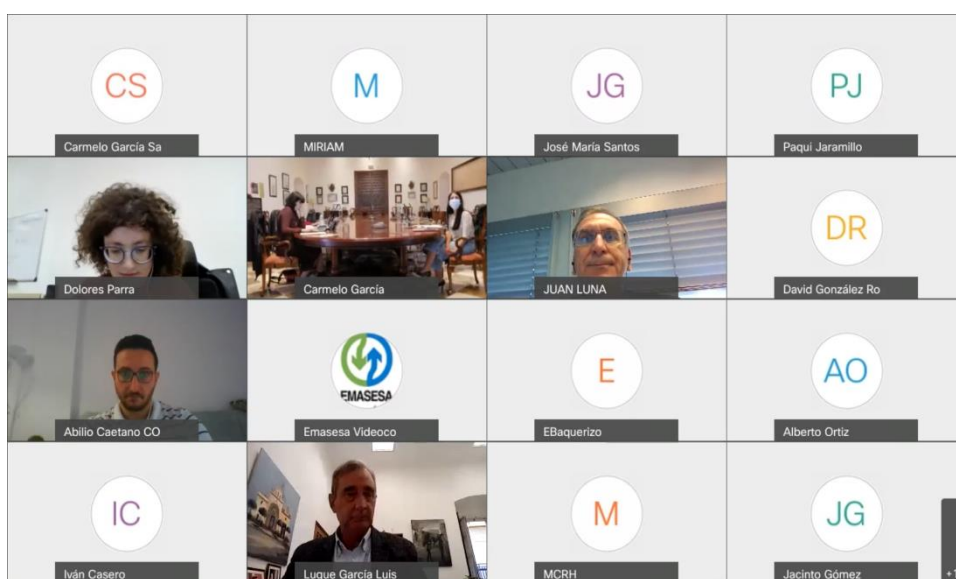 CS
Carmelo García Sa
M
MIRIAM
JG
José María Santos
PJ
Paqui Jaramillo
Dolores Parra
Carmelo García
JUAN LUNA
DR
David González Ro
Abilio Caetano CO
EMASESA
Emasesa Videoco
E
EBaquerizo
AO
Alberto Ortiz
IC
Iván Casero
Luque García Luis
M
MCRH
JG
Jacinto Gómez